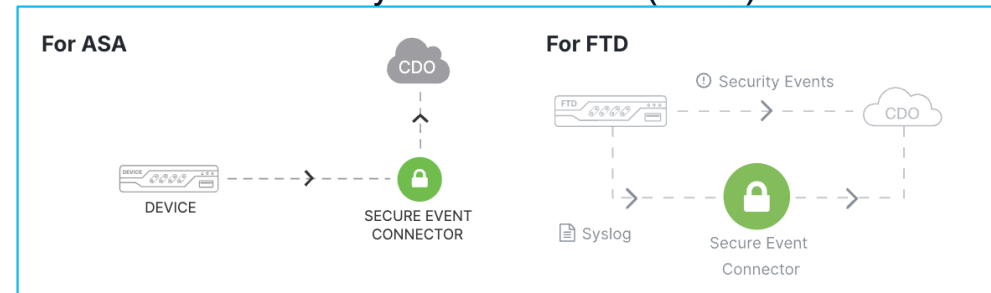 For ASA
CDO
DEVICE
DEVICE
SECURE EVENT
CONNECTOR
For FTD
Security Events
FTD
CDO
Syslog
Secure Event
Connector